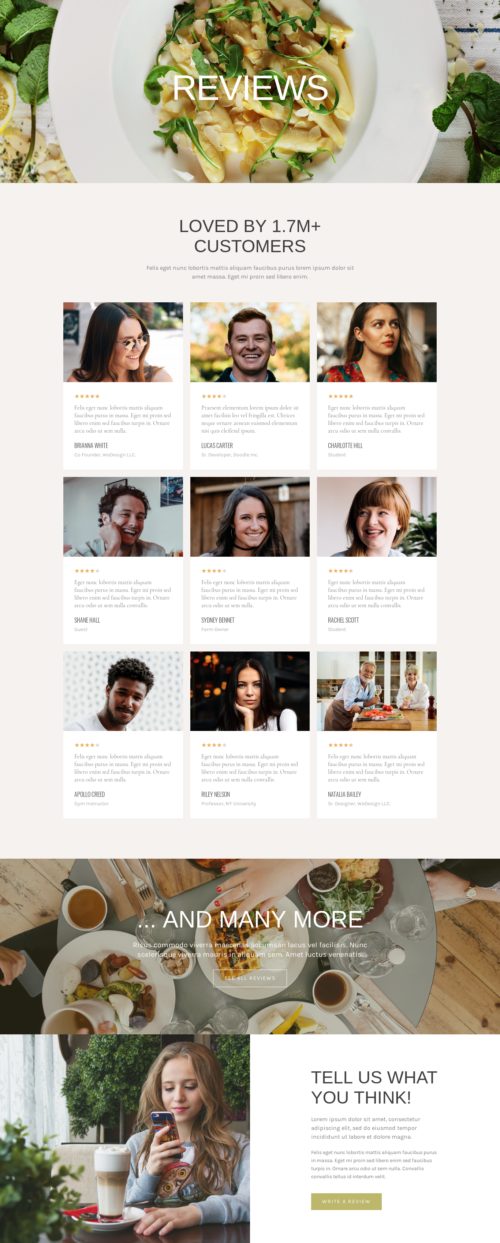 REVIEWS
LOVED BY 1.7M+
CUSTOMERS
Felis eget nunc lobortis mattis aliquam faucibus purus lorem ipsum dolor sit
amet massa. Eget mi proin sed libero enim.
Felis eget nunc lobortis mattis aliquam
faucibus purus in massa. Eget mi proin sed
libero enim sed faucibus turpis in. Ornare
arcu odio ut sem nulla.
BRIANNA WHITE
Co Founder, WeDesign LLC.
Praesent elementum lorem ipsum dolor sit
amet facilisis leo vel fringilla est. Ultrices
neque ornare aenean euismod elementum
nisi quis eleifend ipsum.
LUCAS CARTER
Sr. Developer, Doodle Inc.
Felis eget nunc lobortis mattis aliquam
faucibus purus in massa. Eget mi proin sed
libero enim sed faucibus turpis in. Ornare
arcu odio ut sem nulla convallis.
CHARLOTTE HILL
Student
Eget nunc lobortis mattis aliquam
faucibus purus in massa. Eget mi proin sed
libero enim sed faucibus turpis in. Ornare
arcu odio ut sem nulla convallis.
SHANE HALL
Guest
Felis eget nunc lobortis mattis aliquam
faucibus purus in massa. Eget mi proin sed
libero enim sed faucibus turpis in. Ornare
arcu odio ut sem nulla.
SYDNEY BENNET
Farm Owner
Eget nunc lobortis mattis aliquam
faucibus purus in massa. Eget mi proin sed
libero enim sed faucibus turpis in. Ornare
arcu odio ut sem nulla convallis.
RACHEL SCOTT
Student
Felis eget nunc lobortis mattis aliquam
faucibus purus in massa. Eget mi proin sed
libero enim sed faucibus turpis in. Ornare
arcu odio ut sem nulla.
APOLLO CREED
Gym Instructor
Eget nunc lobortis mattis aliquam
faucibus purus in massa. Eget mi proin sed
libero enim sed faucibus turpis in. Ornare
arcu odio ut sem nulla convallis.
RILEY NELSON
Professor, NY University
Felis eget nunc lobortis mattis aliquam
faucibus purus in massa. Eget mi proin sed
libero enim sed faucibus turpis in. Ornare
arcu odio ut sem nulla convallis.
NATALIA BAILEY
Sr. Designer, WeDesign LLC.
... AND MANY MORE
Risus commodo viverra maecenas accumsan lacus vel facilisis. Nunc
scelerisque viverra mauris in aliquam sem. Amet luctus venenatis.
SEE ALL REVIEWS
TELL US WHAT
YOU THINK!
Lorem ipsum dolor sit amet, consectetur
adipiscing elit, sed do eiusmod tempor
incididunt ut labore et dolore magna.
Felis eget nunc lobortis mattis aliquam faucibus purus
in massa. Eget mi proin sed libero enim sed faucibus
turpis in. Ornare arcu odio ut sem nulla. Convallis
convallis tellus id interdum velit.
WRITE A REVIEW